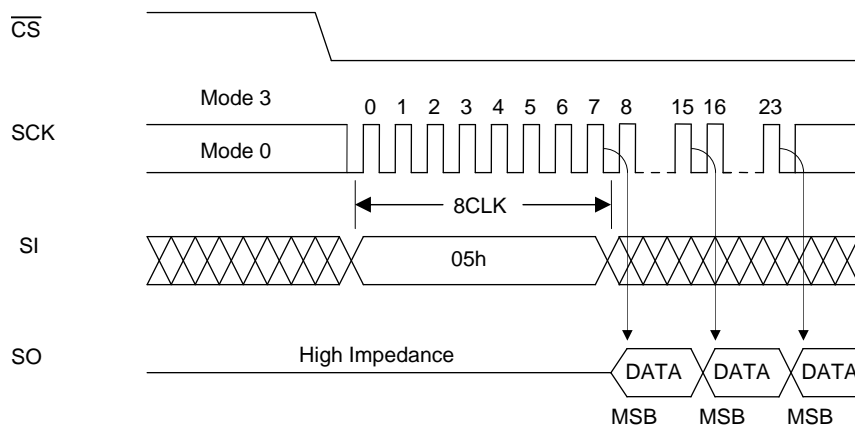 CS
Mode 3
0 1 2 3 4 5 6 7 8 15 16 23
SCK
Mode 0
8CLK
SI
05h
SO
High Impedance
DATA DATA DATA
MSB MSB MSB